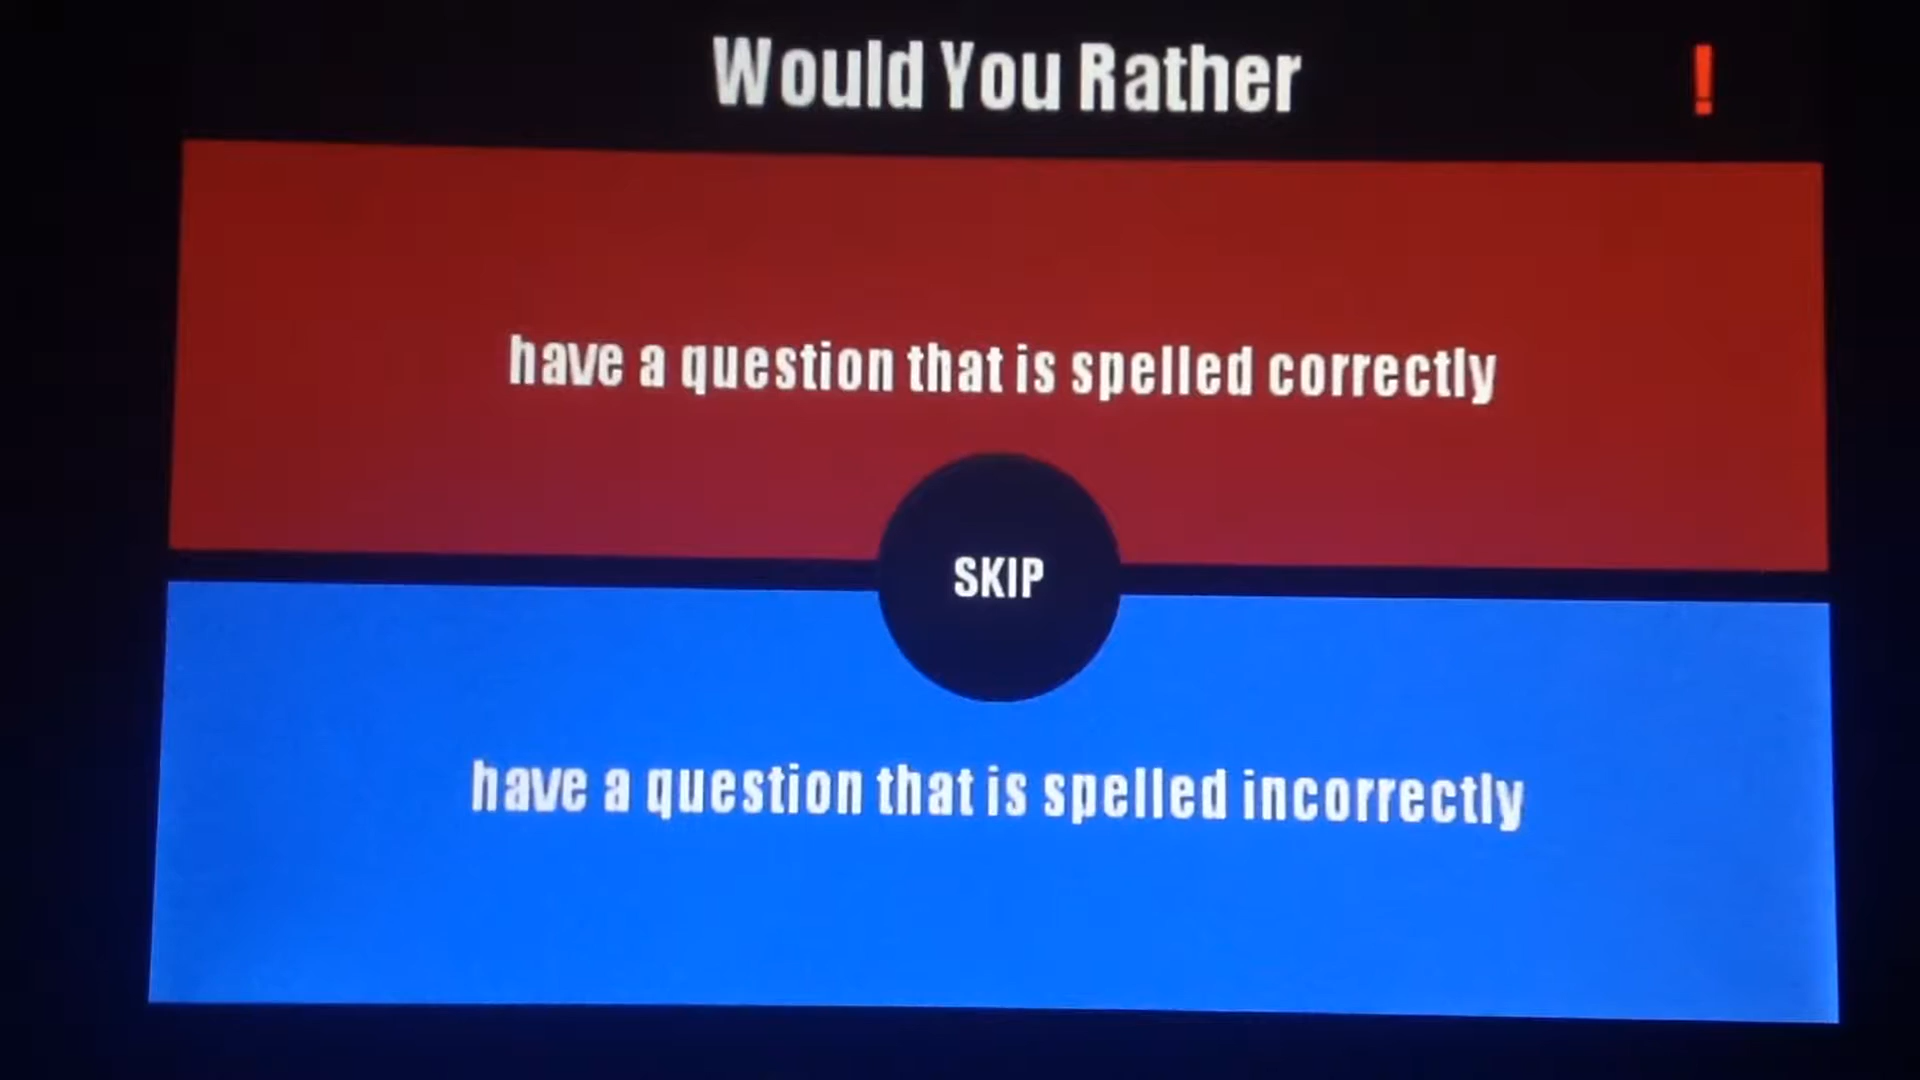 Would You Rather
!
have a question that is spelled correctly
SKIP
have a question that is spelled incorrectly